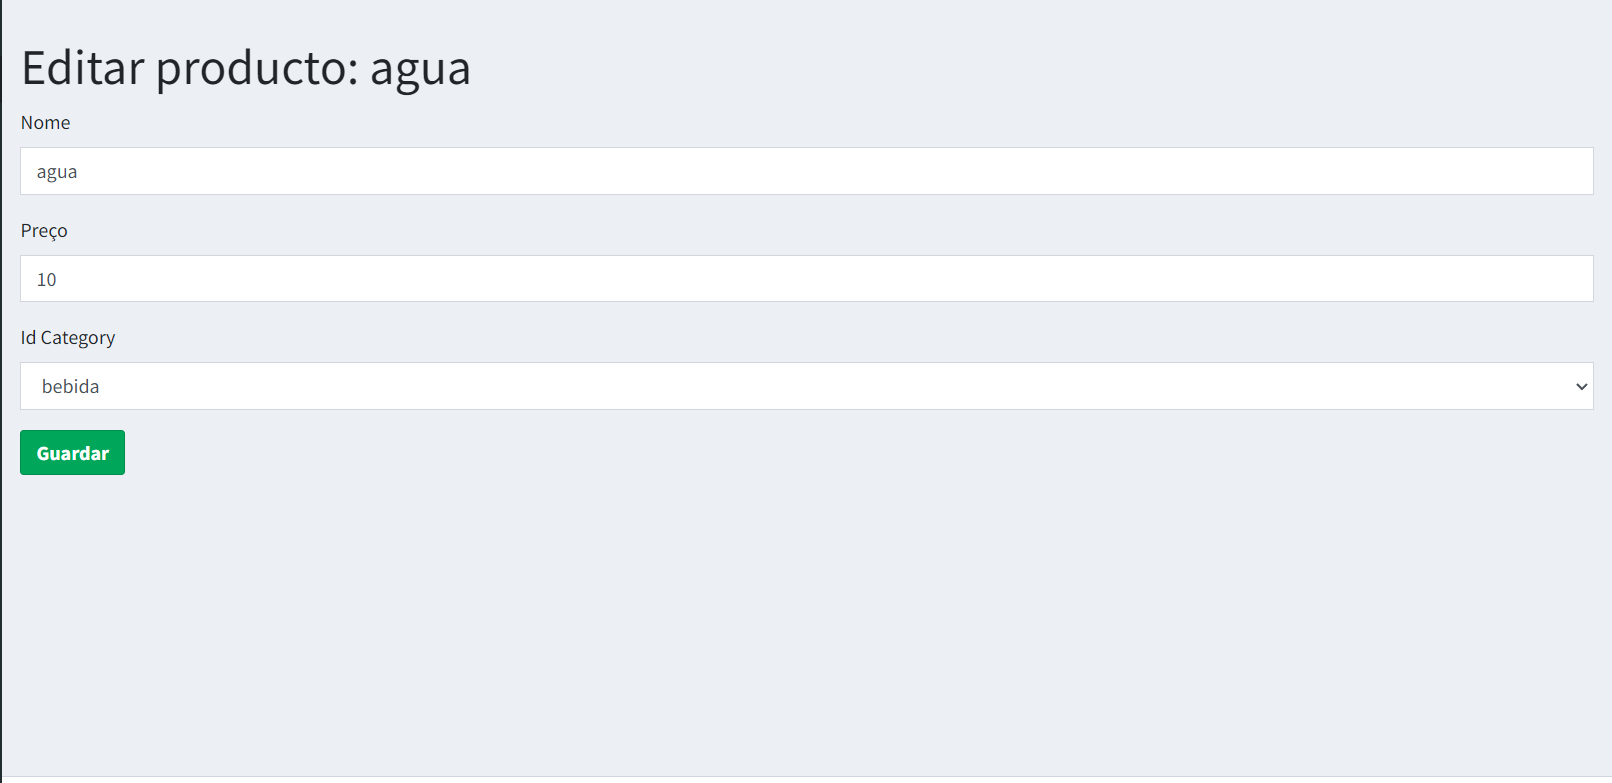 Editar producto: agua
Nome
agua
Preço
10
Id Category
bebida
Guardar